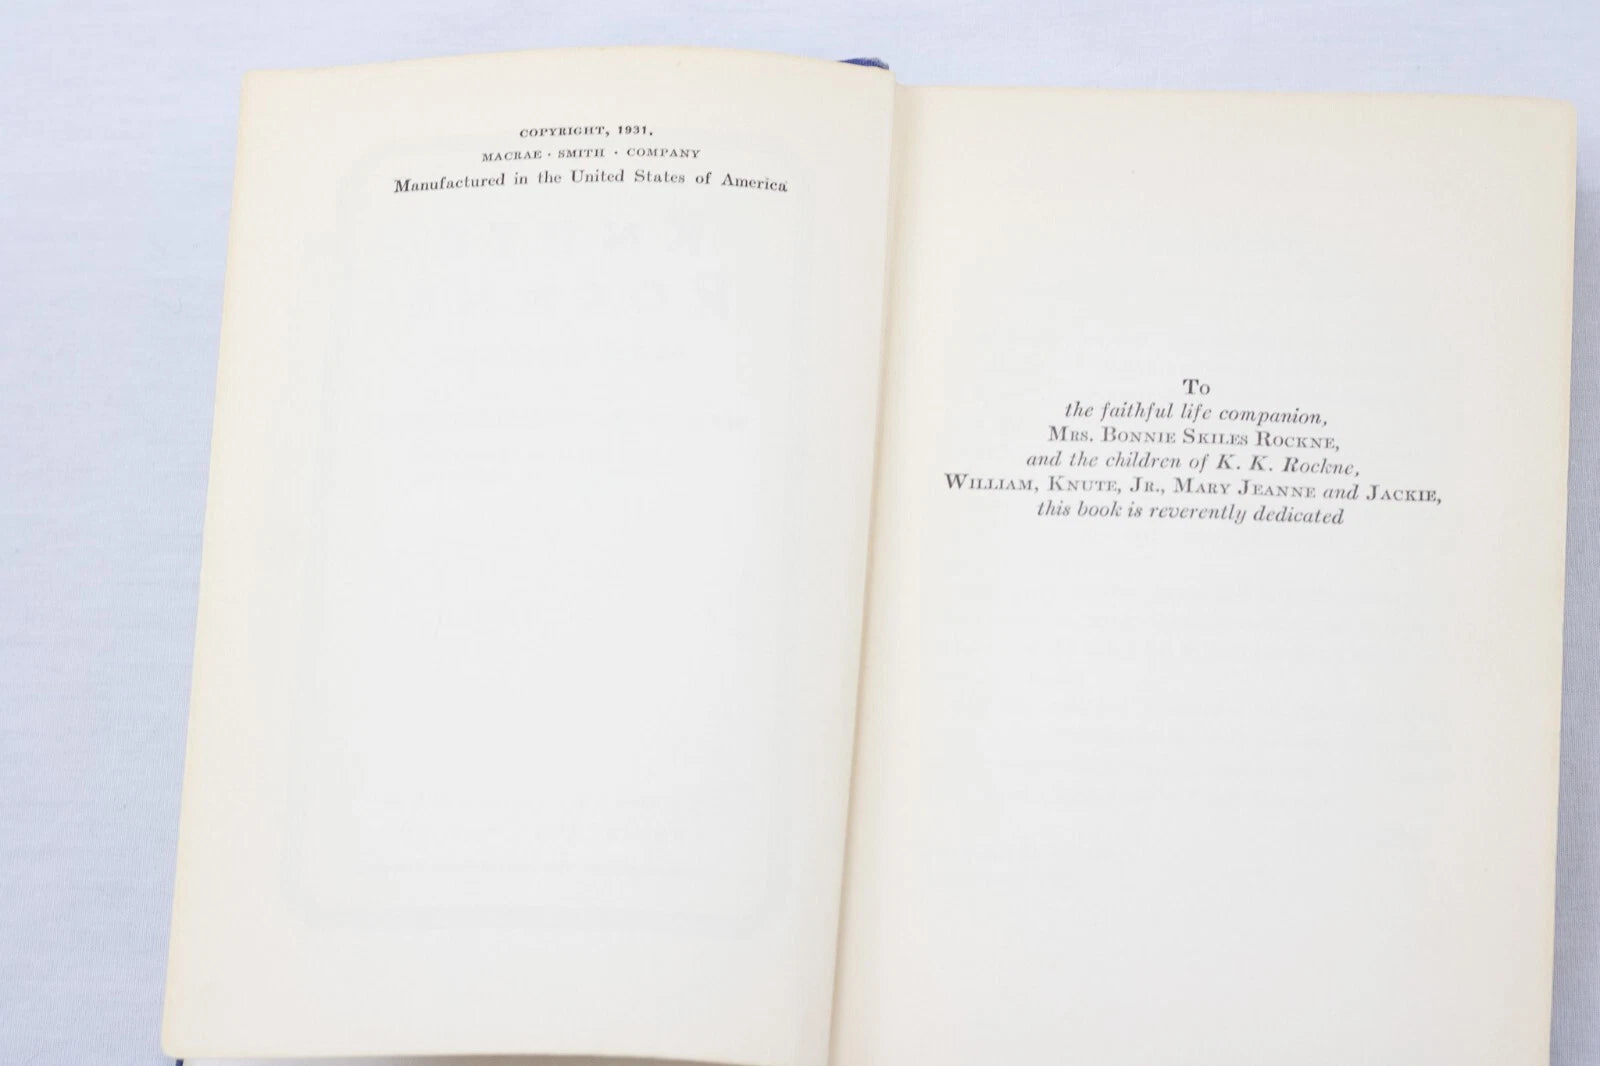 COPYRIGHT, 1931,
MACRAE · SMITH · COMPANY
Manufactured in the United States of America
To
the faithful life companion,
MRS. BONNIE SKILES ROCKNE,
and the children of K. K. Rockne,
WILLIAM, KNUTE, JR., MARY JEANNE and JACKIE,
this book is reverently dedicated